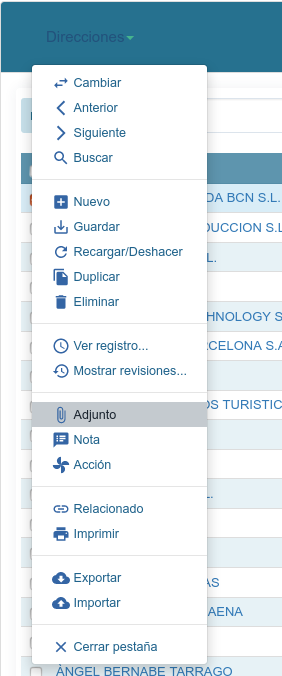 Direcciones
Cambiar
Anterior
Siguiente
Buscar
DA BCN S.L.
Nuevo
DUCCION S.L
Guardar
Recargar/Deshacer
L.
Duplicar
Eliminar
HNOLOGY S
Ver registro...
RCELONA S.A
Mostrar revisiones...
OS TURISTIC
Adjunto
Nota
Acción
L.
Relacionado
Imprimir
Exportar
AS
Importar
AENA
Cerrar pestaña
ÁNGEL BERNABE TARRAGO